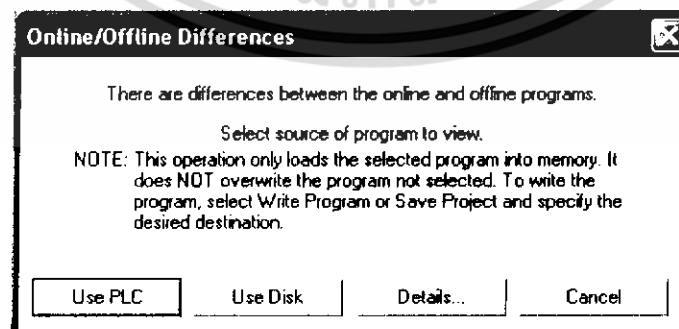 Online/Offline Differences
There are differences between the online and offline programs.
Select source of program to view.
NOTE: This operation only loads the selected program into memory. It
does NOT overwrite the program not selected. To write the
program, select Write Program or Save Project and specify the
desired destination.
Use PLC Use Disk Details... Cancel